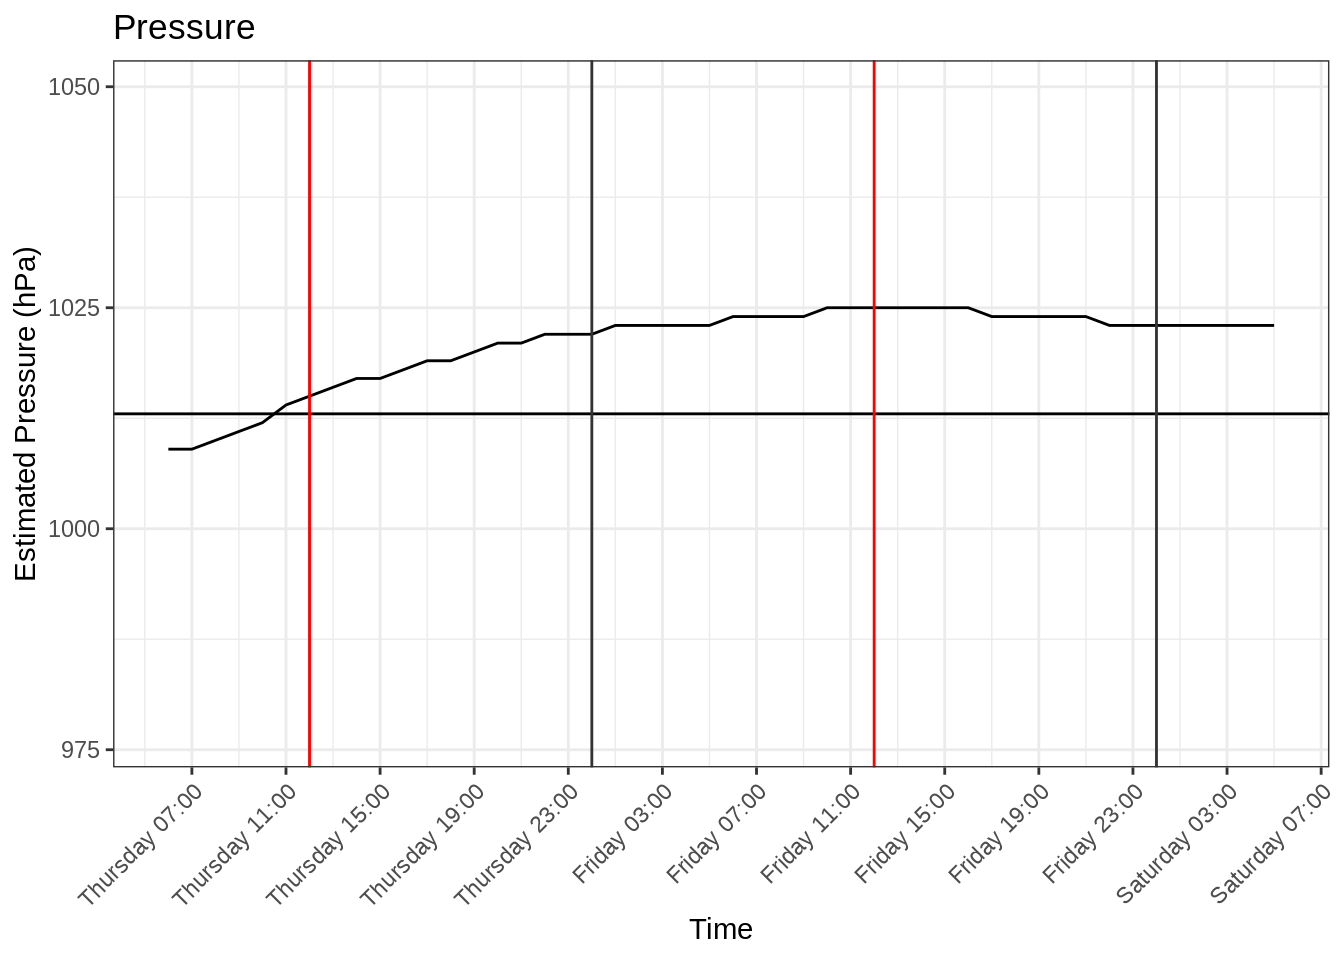 Pressure
Estimated Pressure (hPa)
1050
1025
1000
975
Thursday 07:00
Thursday 11:00
Thursday 15:00
Thursday 19:00
Thursday 23:00
Friday 03:00
Friday 07:00
Friday 11:00
Friday 15:00
Friday 19:00
Friday 23:00
Saturday 03:00
Saturday 07:00
Time